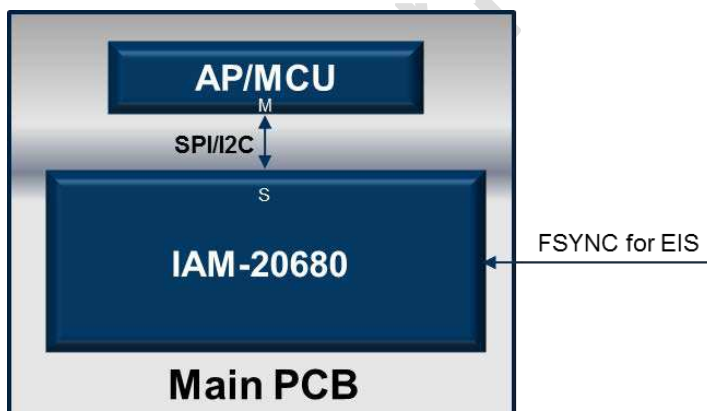 AP/MCU
M
SPI/I2C
S
IAM-20680
FSYNC for EIS
Main PCB